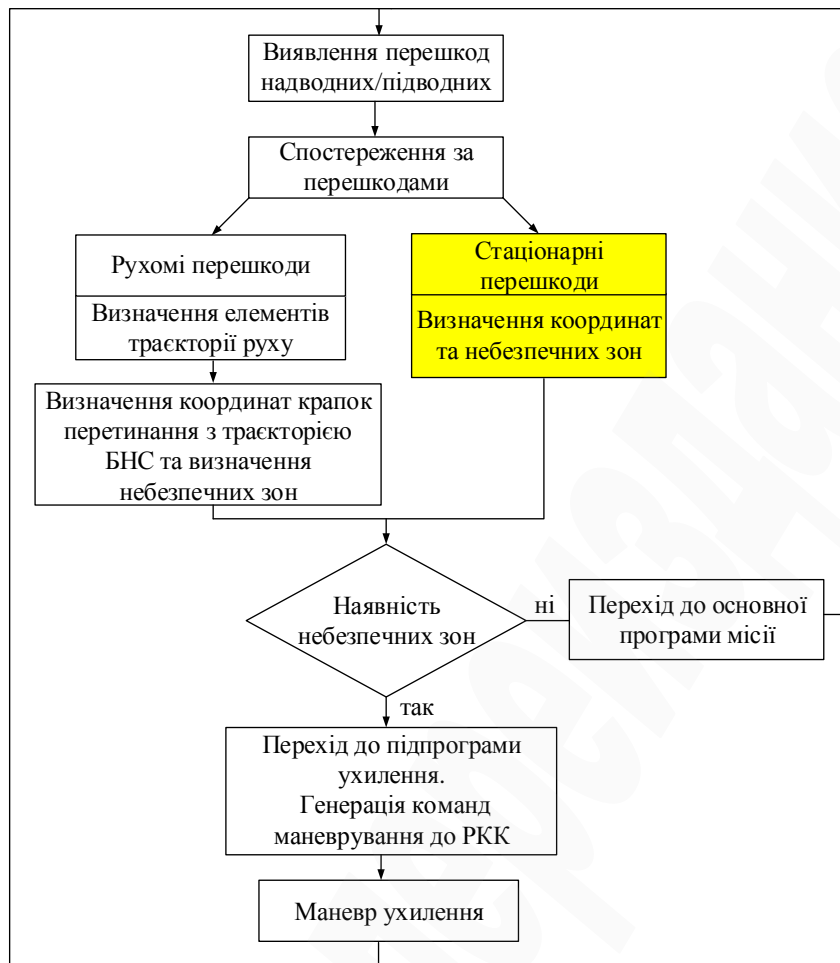 Виявлення перешкод
надводних/підводних
Спостереження за
перешкодами
Рухомі перешкоди
Визначення елементів
траєкторії руху
Стаціонарні
перешкоди
Визначення координат
та небезпечних зон
Визначення координат крапок
перетинання з траєкторією
БНС та визначення
небезпечних зон
Наявність
небезпечних зон
ні
Перехід до основної
програми місії
так
Перехід до підпрограми
ухилення.
Генерація команд
маневрування до РКК
Маневр ухилення